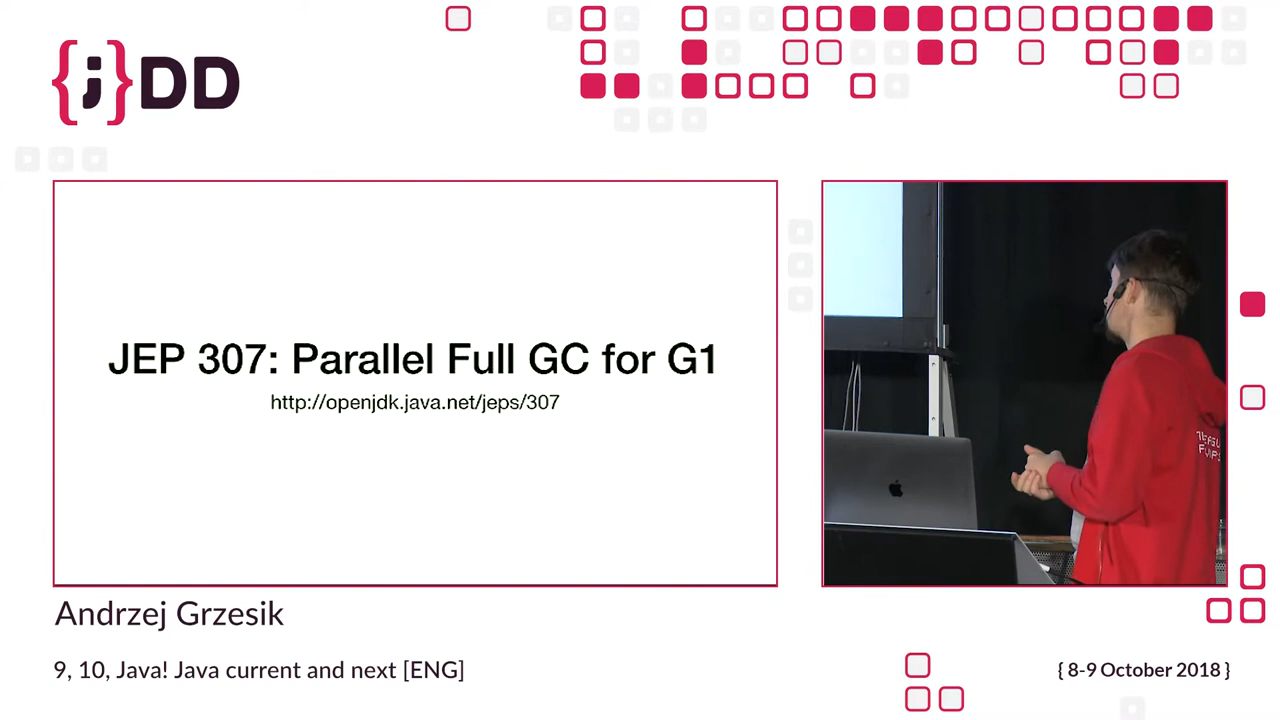 {j}DD
JEP 307: Parallel Full GC for G1
http://openjdk.java.net/jeps/307
Andrzej Grzesik
9, 10, Java! Java current and next [ENG]
{ 8-9 October 2018 }